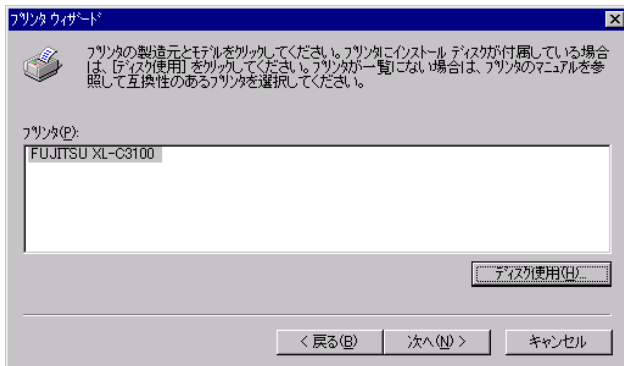 プリンタ ウィザード
プリンタの製造元とモデルをクリックしてください。プリンタにインストール ディスクが付属している場合
は、[ディスク使用] をクリックしてください。プリンタが一覧にない場合は、プリンタのマニュアルを参
照して互換性のあるプリンタを選択してください。
プリンタ(P):
FUJITSU XL-C3100
ディスク使用(H)...
< 戻る(B)
次へ(N) >
キャンセル